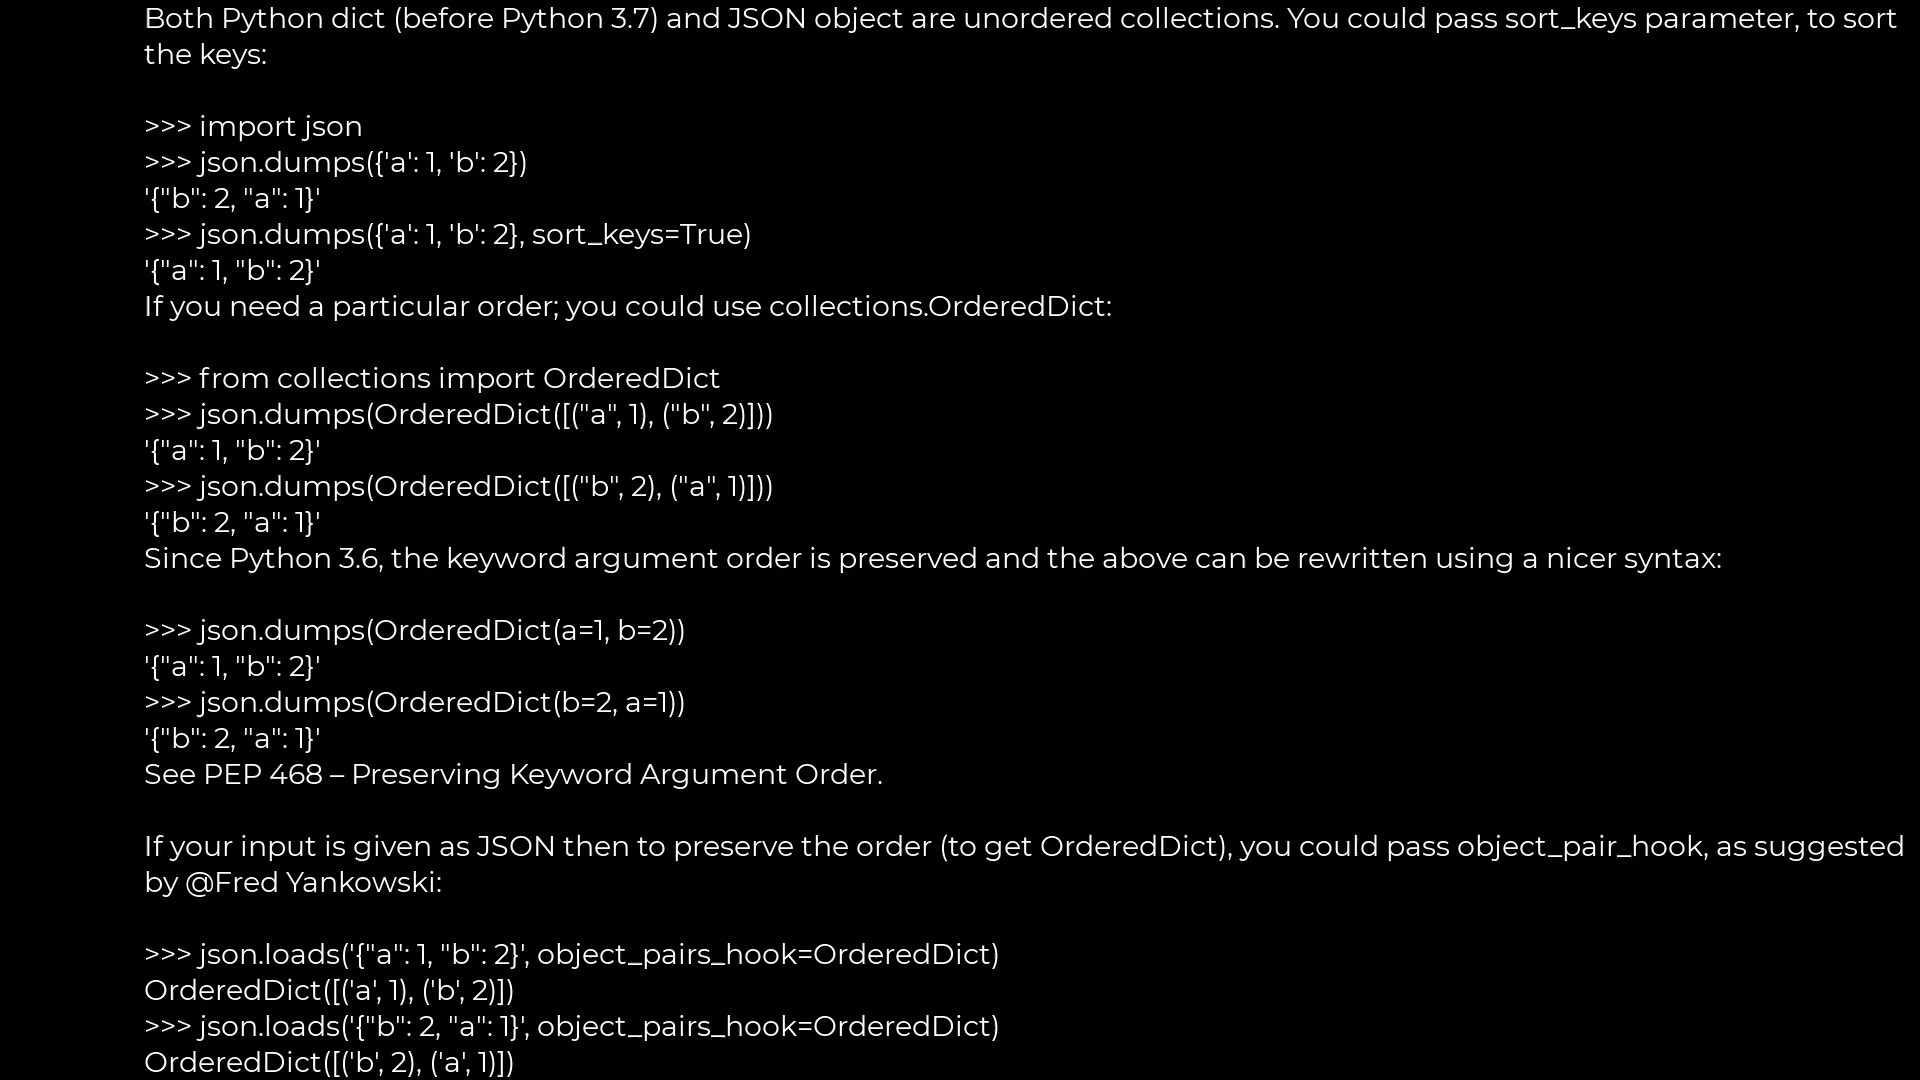 Both Python dict (before Python 3.7) and JSON object are unordered collections. You could pass sort_keys parameter, to sort
the keys:
>>> import json
>>> json.dumps({'a': 1, 'b': 2})
'{"b": 2, "a": 1}'
>>> json.dumps({'a': 1, 'b': 2}, sort_keys=True)
'{"a": 1, "b": 2}'
If you need a particular order; you could use collections.OrderedDict:
>>> from collections import OrderedDict
>>> json.dumps(OrderedDict([("a", 1), ("b", 2)]))
'{"a": 1, "b": 2}'
>>> json.dumps(OrderedDict([("b", 2), ("a", 1)]))
'{"b": 2, "a": 1}'
Since Python 3.6, the keyword argument order is preserved and the above can be rewritten using a nicer syntax:
>>> json.dumps(OrderedDict(a=1, b=2))
'{"a": 1, "b": 2}'
>>> json.dumps(OrderedDict(b=2, a=1))
'{"b": 2, "a": 1}'
See PEP 468 – Preserving Keyword Argument Order.
If your input is given as JSON then to preserve the order (to get OrderedDict), you could pass object_pair_hook, as suggested
by @Fred Yankowski:
>>> json.loads('{"a": 1, "b": 2}', object_pairs_hook=OrderedDict)
OrderedDict([('a', 1), ('b', 2)])
>>> json.loads('{"b": 2, "a": 1}', object_pairs_hook=OrderedDict)
OrderedDict([('b', 2), ('a', 1)])